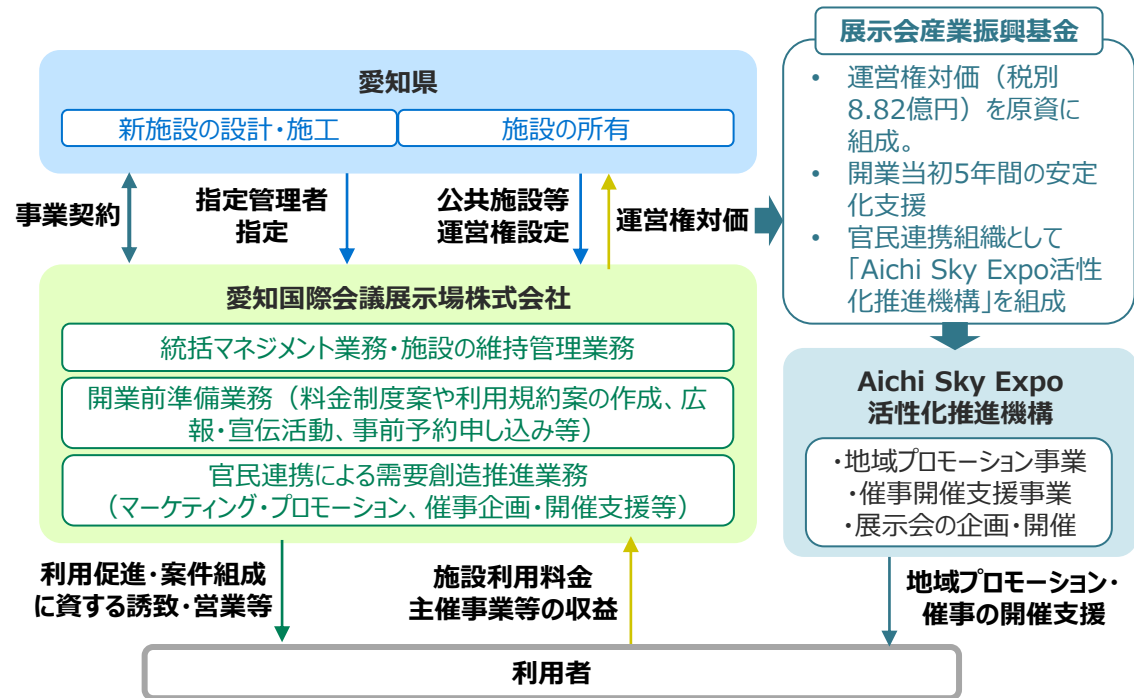 愛知県
新施設の設計・施工
施設の所有
事業契約
指定管理者
指定
公共施設等
運営権設定
運営権対価
展示会産業振興基金
• 運営権対価（税別
8.82億円）を原資に
組成。
• 開業当初5年間の安定
化支援
• 官民連携組織として
「Aichi Sky Expo活性
化推進機構」を組成
愛知国際会議展示場株式会社
統括マネジメント業務・施設の維持管理業務
開業前準備業務（料金制度案や利用規約案の作成、広
報・宣伝活動、事前予約申し込み等）
官民連携による需要創造推進業務
（マーケティング・プロモーション、催事企画・開催支援等）
Aichi Sky Expo
活性化推進機構
・地域プロモーション事業
・催事開催支援事業
・展示会の企画・開催
利用促進・案件組成
に資する誘致・営業等
施設利用料金
主催事業等の収益
地域プロモーション・
催事の開催支援
利用者